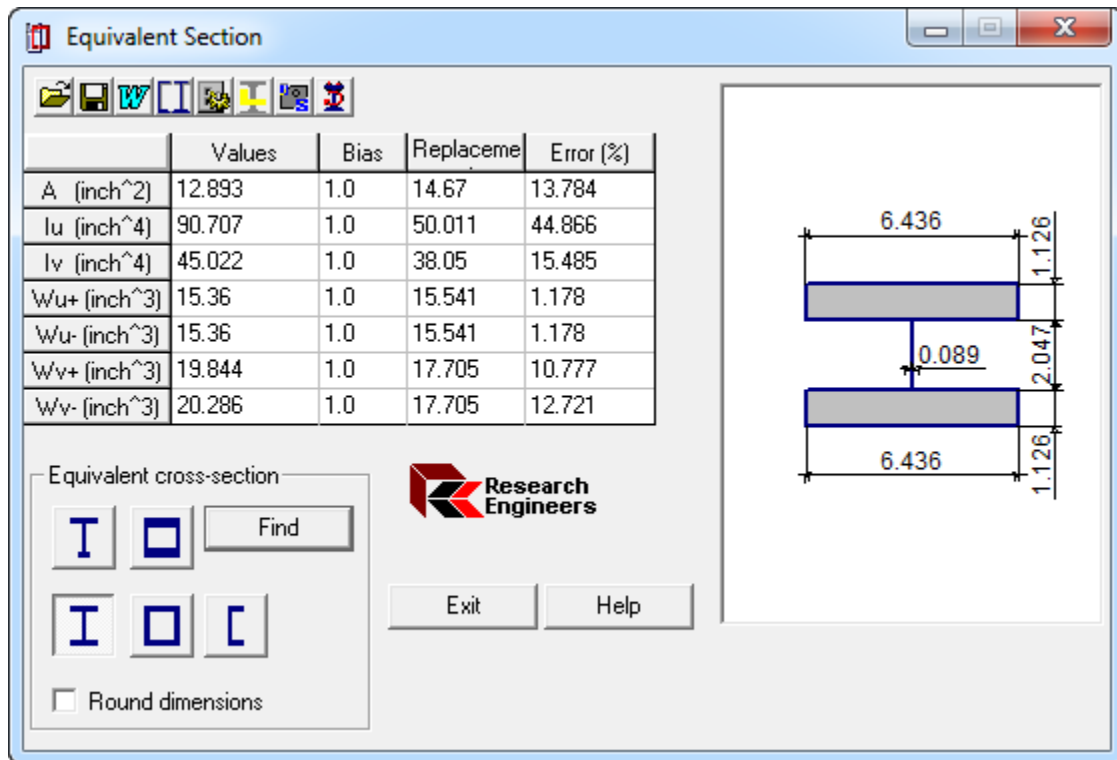 Equivalent Section
Values Bias Replaceme Error (%)
A (inch^2) 12.893 1.0 14.67 13.784
Iu (inch^4) 90.707 1.0 50.011 44.866
Iv (inch^4) 45.022 1.0 38.05 15.485
Wu+ (inch^3) 15.36 1.0 15.541 1.178
Wu- (inch^3) 15.36 1.0 15.541 1.178
Wv+ (inch^3) 19.844 1.0 17.705 10.777
Wv- (inch^3) 20.286 1.0 17.705 12.721
6.436
1.126
0.089
2.047
6.436
1.126
Equivalent cross-section
Find
Research
Engineers
Exit Help
Round dimensions